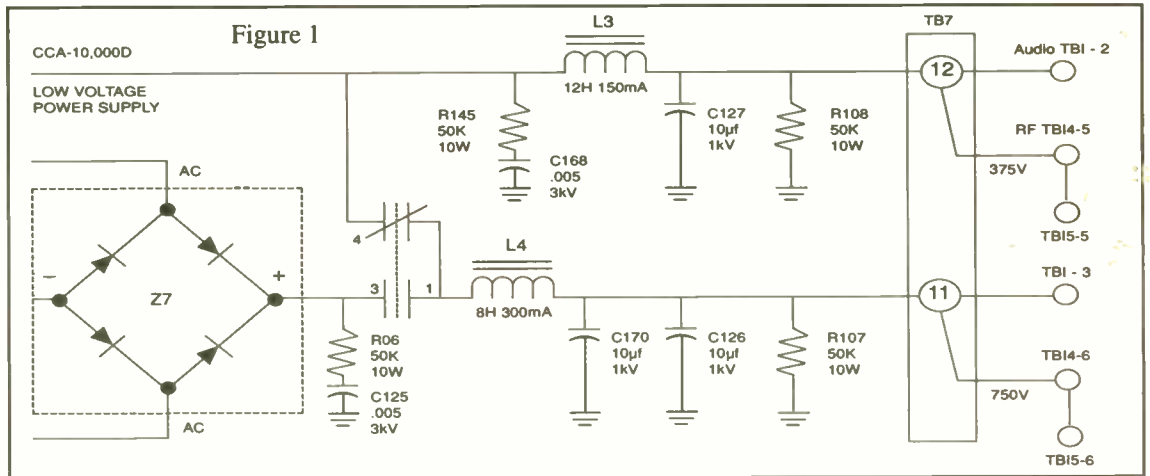 Figure 1
CCA-10,000D
LOW VOLTAGE
POWER SUPPLY
L3
12H 150mA
TB7
12
Audio TBI - 2
RF TBI4-5
375V
TBI5-5
R145
50K
10W
C168
.005
3kV
C127
10µf
1kV
R108
50K
10W
AC
–
Z7
+
AC
4
3
1
L4
8H 300mA
R06
50K
10W
C125
.005
3kV
C170
10µf
1kV
C126
10µf
1kV
R107
50K
10W
11
TBI - 3
TBI4-6
750V
TBI5-6